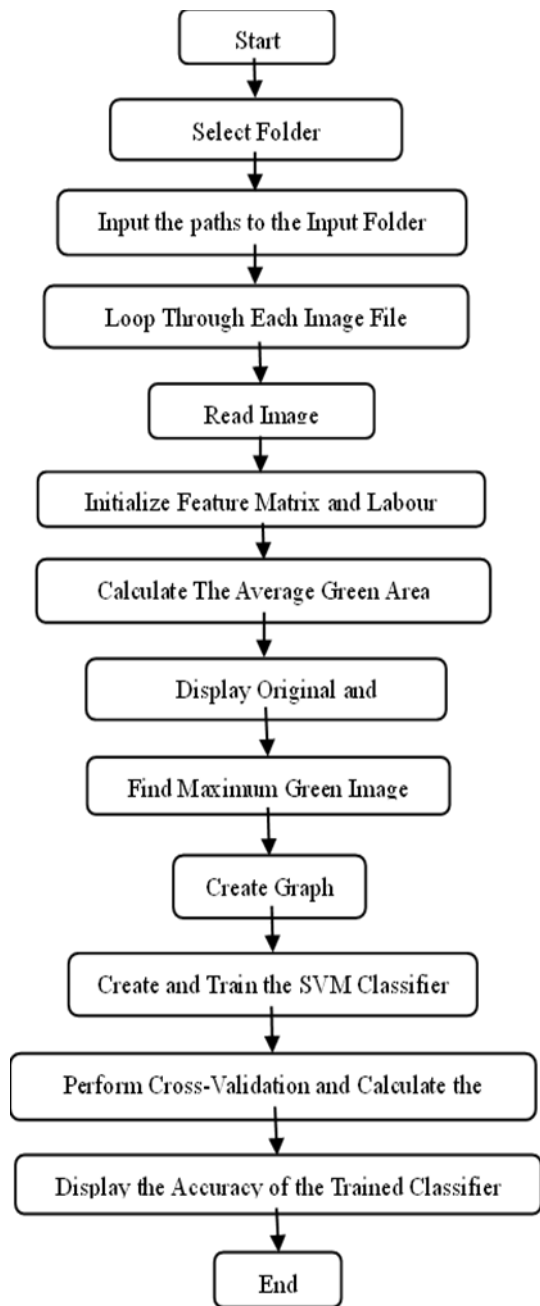 Start
Select Folder
Input the paths to the Input Folder
Loop Through Each Image File
Read Image
Initialize Feature Matrix and Labour
Calculate The Average Green Area
Display Original and
Find Maximum Green Image
Create Graph
Create and Train the SVM Classifier
Perform Cross-Validation and Calculate the
Display the Accuracy of the Trained Classifier
End